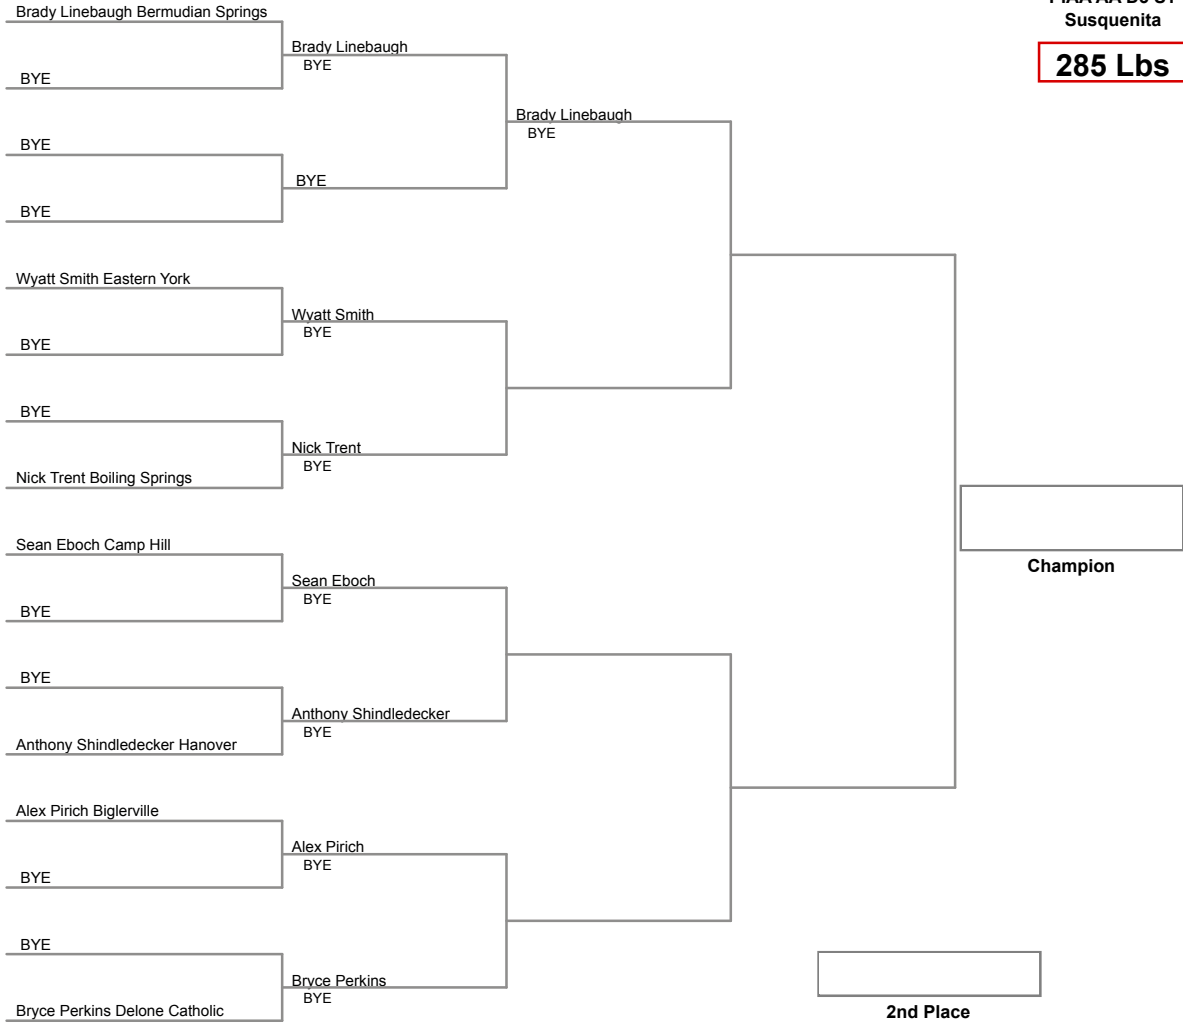 Susquenita
285 Lbs
Brady Linebaugh Bermudian Springs
BYE
BYE
BYE
Wyatt Smith Eastern York
BYE
BYE
Nick Trent Boiling Springs
Sean Eboch Camp Hill
BYE
BYE
Anthony Shindledecker Hanover
Alex Pirich Biglerville
BYE
BYE
Bryce Perkins Delone Catholic
Brady Linebaugh
BYE
BYE
Wyatt Smith
BYE
Nick Trent
BYE
Sean Eboch
BYE
Anthony Shindledecker
BYE
Alex Pirich
BYE
Bryce Perkins
BYE
Brady Linebaugh
BYE
Champion
2nd Place